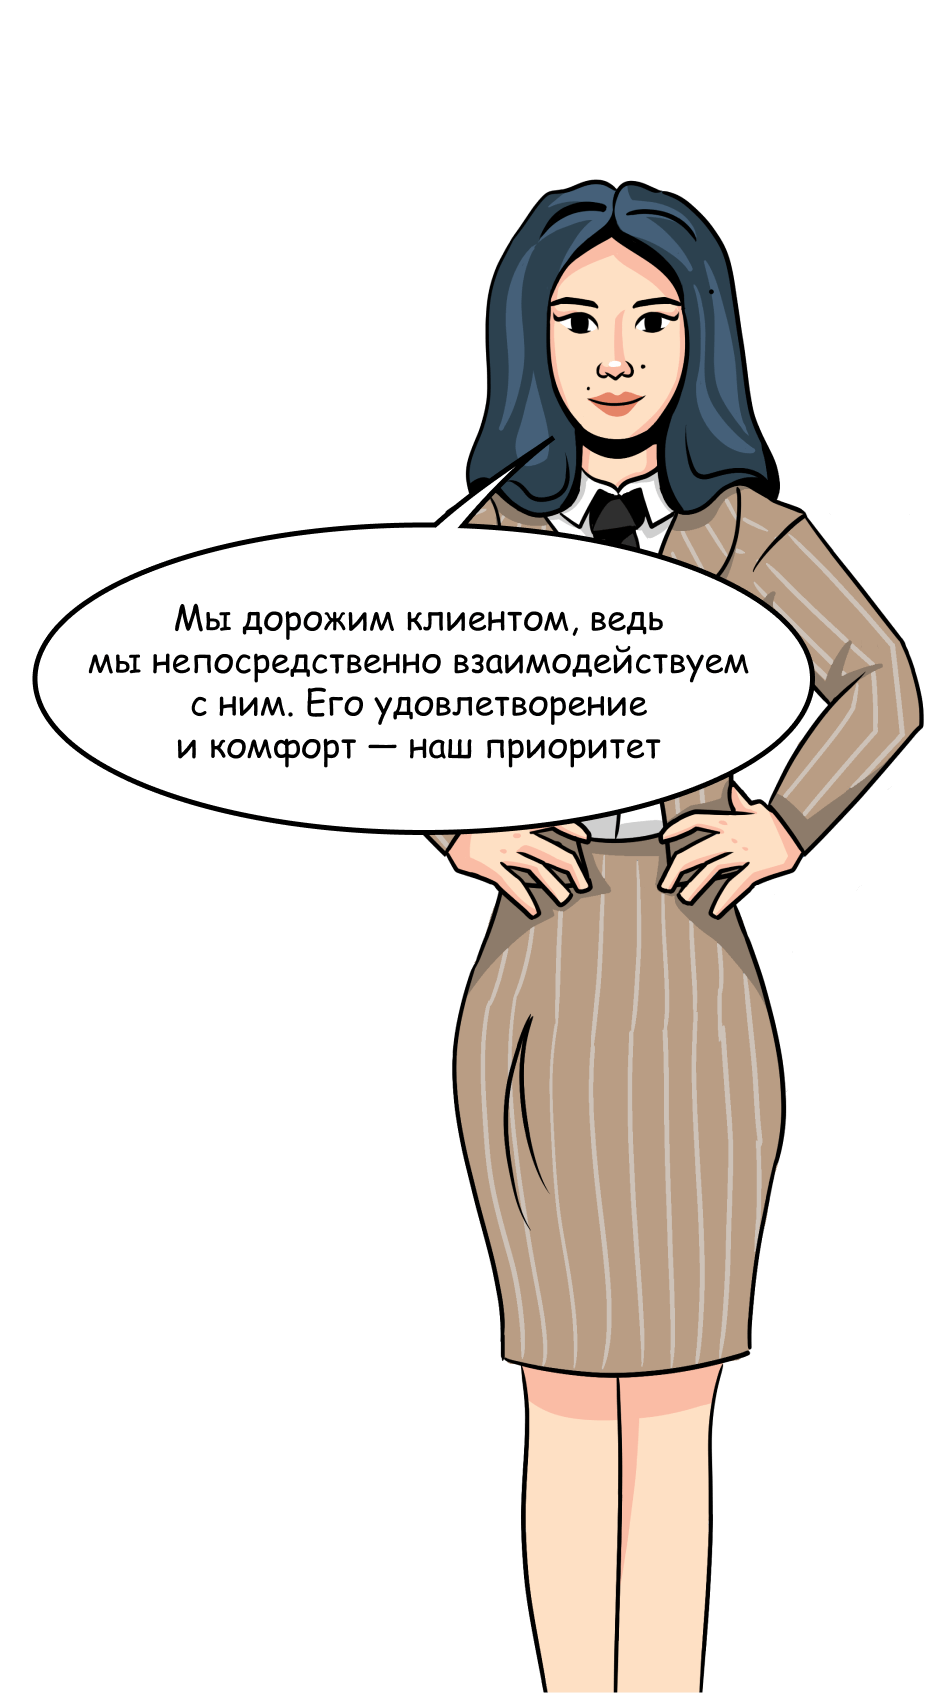 Мы дорожим клиентом, ведь
мы непосредственно взаимодействуем
с ним. Его удовлетворение
и комфорт — наш приоритет